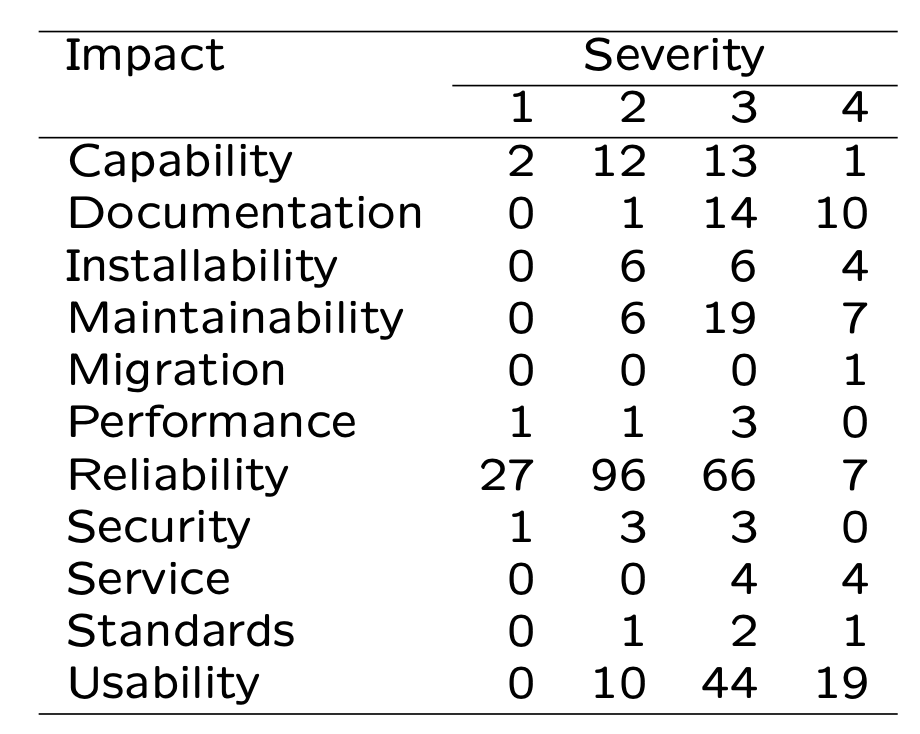 Impact Severity
1 2 3 4
Capability 2 12 13 1
Documentation 0 1 14 10
Installability 0 6 6 4
Maintainability 0 6 19 7
Migration 0 0 0 1
Performance 1 1 3 0
Reliability 27 96 66 7
Security 1 3 3 0
Service 0 0 4 4
Standards 0 1 2 1
Usability 0 10 44 19